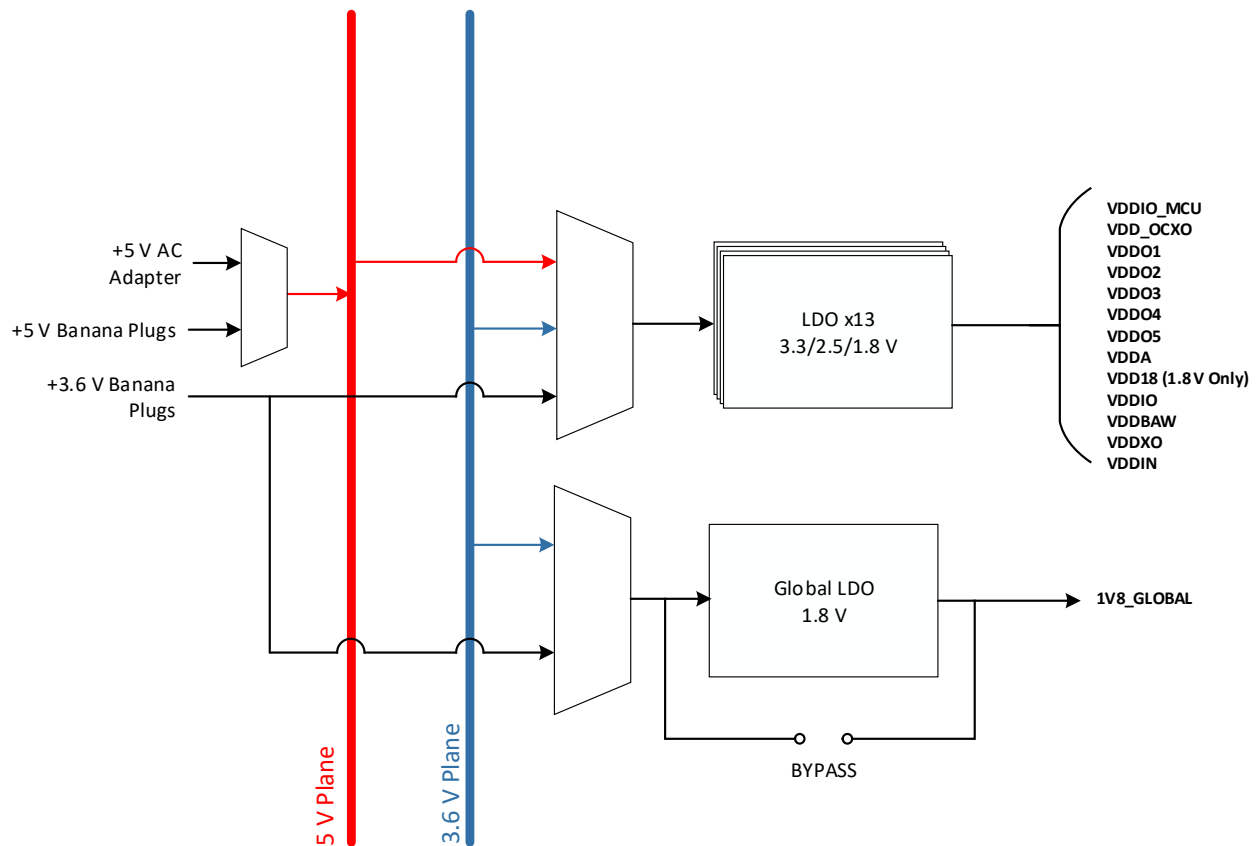 +5 V AC
Adapter
+5 V Banana Plugs
+3.6 V Banana
Plugs
5 V Plane
3.6 V Plane
LDO x13
3.3/2.5/1.8 V
VDDIO_MCU
VDD_OCXO
VDDO1
VDDO2
VDDO3
VDDO4
VDDO5
VDDA
VDD18 (1.8 V Only)
VDDIO
VDDBAW
VDDXO
VDDIN
Global LDO
1.8 V
1V8_GLOBAL
BYPASS